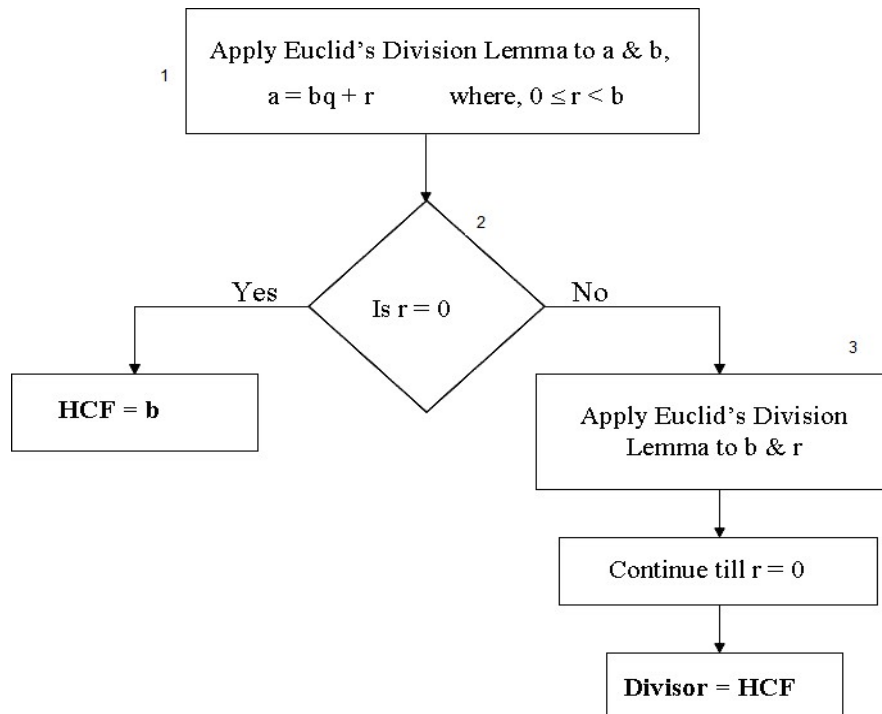 Apply Euclid’s Division Lemma to a & b,
1
a = bq + r where, 0 ≤ r < b
2
Yes
No
Is r = 0
3
HCF = b
Apply Euclid’s Division
Lemma to b & r
Continue till r = 0
Divisor = HCF